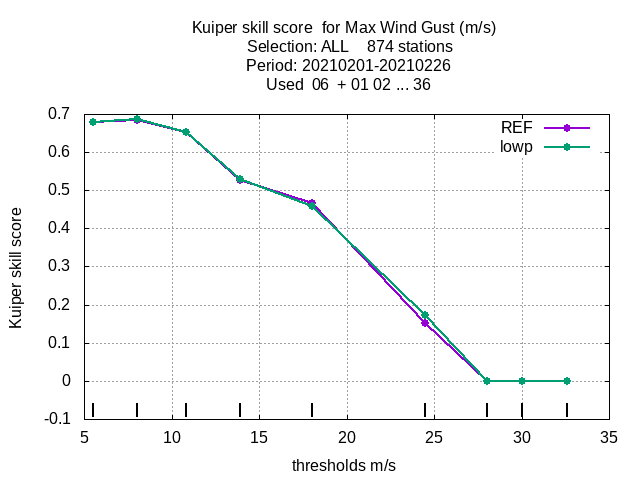 Kuiper skill score  for Max Wind Gust (m/s)
Selection: ALL    874 stations
Period: 20210201-20210226
Used  06  + 01 02 ... 36
REF
lowp
0.7
0.6
0.5
0.4
0.3
0.2
0.1
0
-0.1
Kuiper skill score
5 10 15 20 25 30 35
thresholds m/s